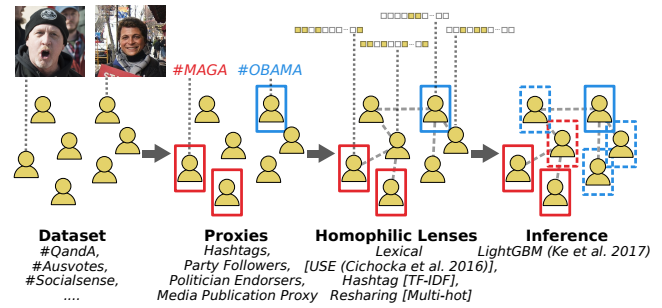 #MAGA
#OBAMA
Dataset
#QandA,
#Ausvotes,
#Socialsense,
....
Proxies
Hashtags,
Party Followers,
Politician Endorsers,
Media Publication Proxy
Homophilic Lenses
Lexical
[USE (Cichocka et al. 2016)],
Hashtag [TF-IDF],
Resharing [Multi-hot]
Inference
LightGBM (Ke et al. 2017)